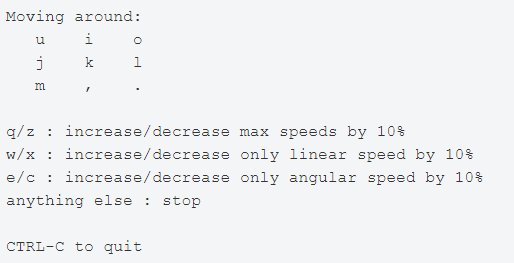 Moving around:
u i o
j k l
m , .
q/z : increase/decrease max speeds by 10%
w/x : increase/decrease only linear speed by 10%
e/c : increase/decrease only angular speed by 10%
anything else : stop
CTRL-C to quit